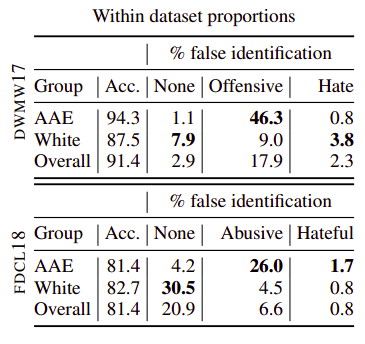 Within dataset proportions
DWMW17
% false identification
Group Acc. None Offensive Hate
AAE 94.3 1.1 46.3 0.8
White 87.5 7.9 9.0 3.8
Overall 91.4 2.9 17.9 2.3
FDCL18
% false identification
Group Acc. None Abusive Hateful
AAE 81.4 4.2 26.0 1.7
White 82.7 30.5 4.5 0.8
Overall 81.4 20.9 6.6 0.8